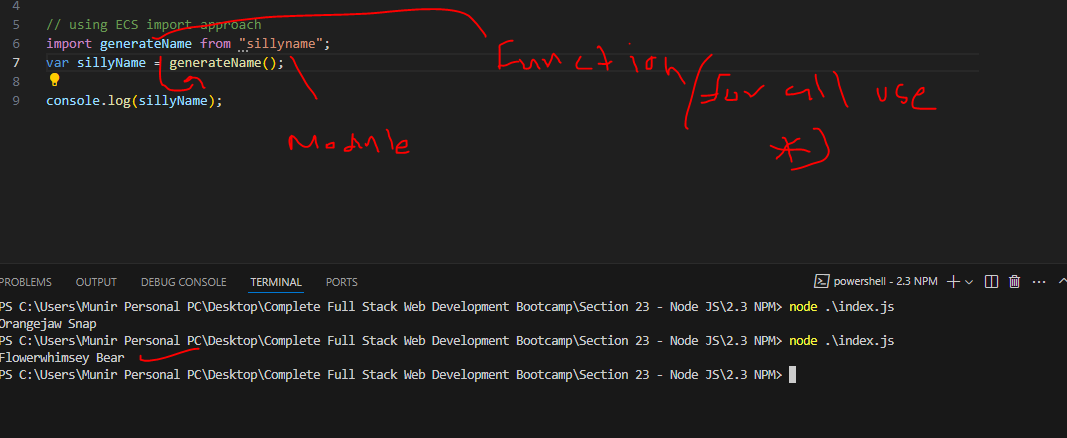 4
5 // using ECS import approach
6 import generateName from "sillyname";
7 var sillyName = generateName();
8
9 console.log(sillyName);
Function / for all use
*)
Module
PROBLEMS OUTPUT DEBUG CONSOLE TERMINAL PORTS powershell - 2.3 NPM
PS C:\Users\Munir Personal PC\Desktop\Complete Full Stack Web Development Bootcamp\Section 23 - Node JS\2.3 NPM> node .\index.js
Orangejaw Snap
PS C:\Users\Munir Personal PC\Desktop\Complete Full Stack Web Development Bootcamp\Section 23 - Node JS\2.3 NPM> node .\index.js
Flowerwhimsey Bear
PS C:\Users\Munir Personal PC\Desktop\Complete Full Stack Web Development Bootcamp\Section 23 - Node JS\2.3 NPM>